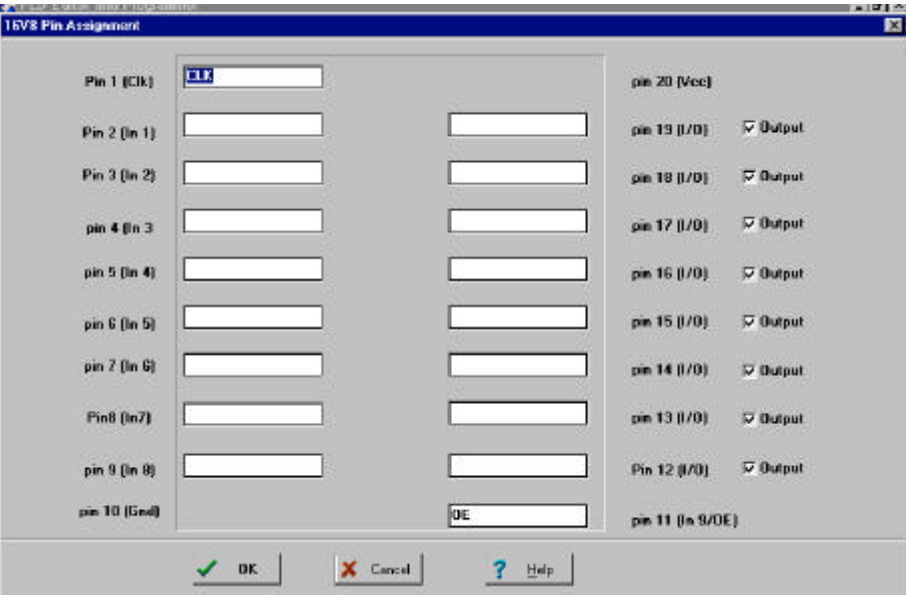 PLD Editor and Programmer
16V8 Pin Assignment
Pin 1 (Clk) CLK pin 20 (Vcc)
Pin 2 (In 1) pin 19 (I/O) Output
Pin 3 (In 2) pin 18 (I/O) Output
pin 4 (In 3 pin 17 (I/O) Output
pin 5 (In 4) pin 16 (I/O) Output
pin 6 (In 5) pin 15 (I/O) Output
pin 7 (In 6) pin 14 (I/O) Output
Pin8 (In7) pin 13 (I/O) Output
pin 9 (In 8) Pin 12 (I/O) Output
pin 10 (Gnd) OE pin 11 (In 9/OE)
OK Cancel ? Help